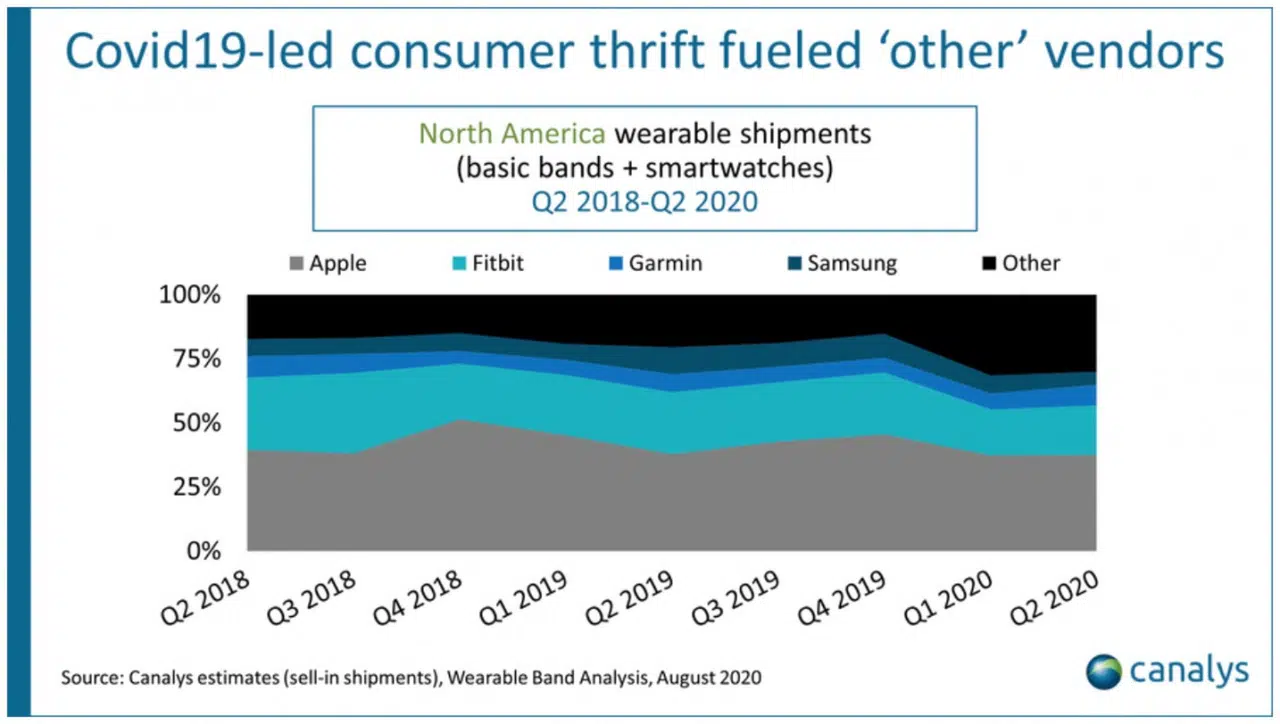 Covid19-led consumer thrift fueled ‘other’ vendors
North America wearable shipments
(basic bands + smartwatches)
Q2 2018-Q2 2020
Apple Fitbit Garmin Samsung Other
100%
75%
50%
25%
0%
Q2 2018 Q3 2018 Q4 2018 Q1 2019 Q2 2019 Q3 2019 Q4 2019 Q1 2020 Q2 2020
Source: Canalys estimates (sell-in shipments), Wearable Band Analysis, August 2020
canalys